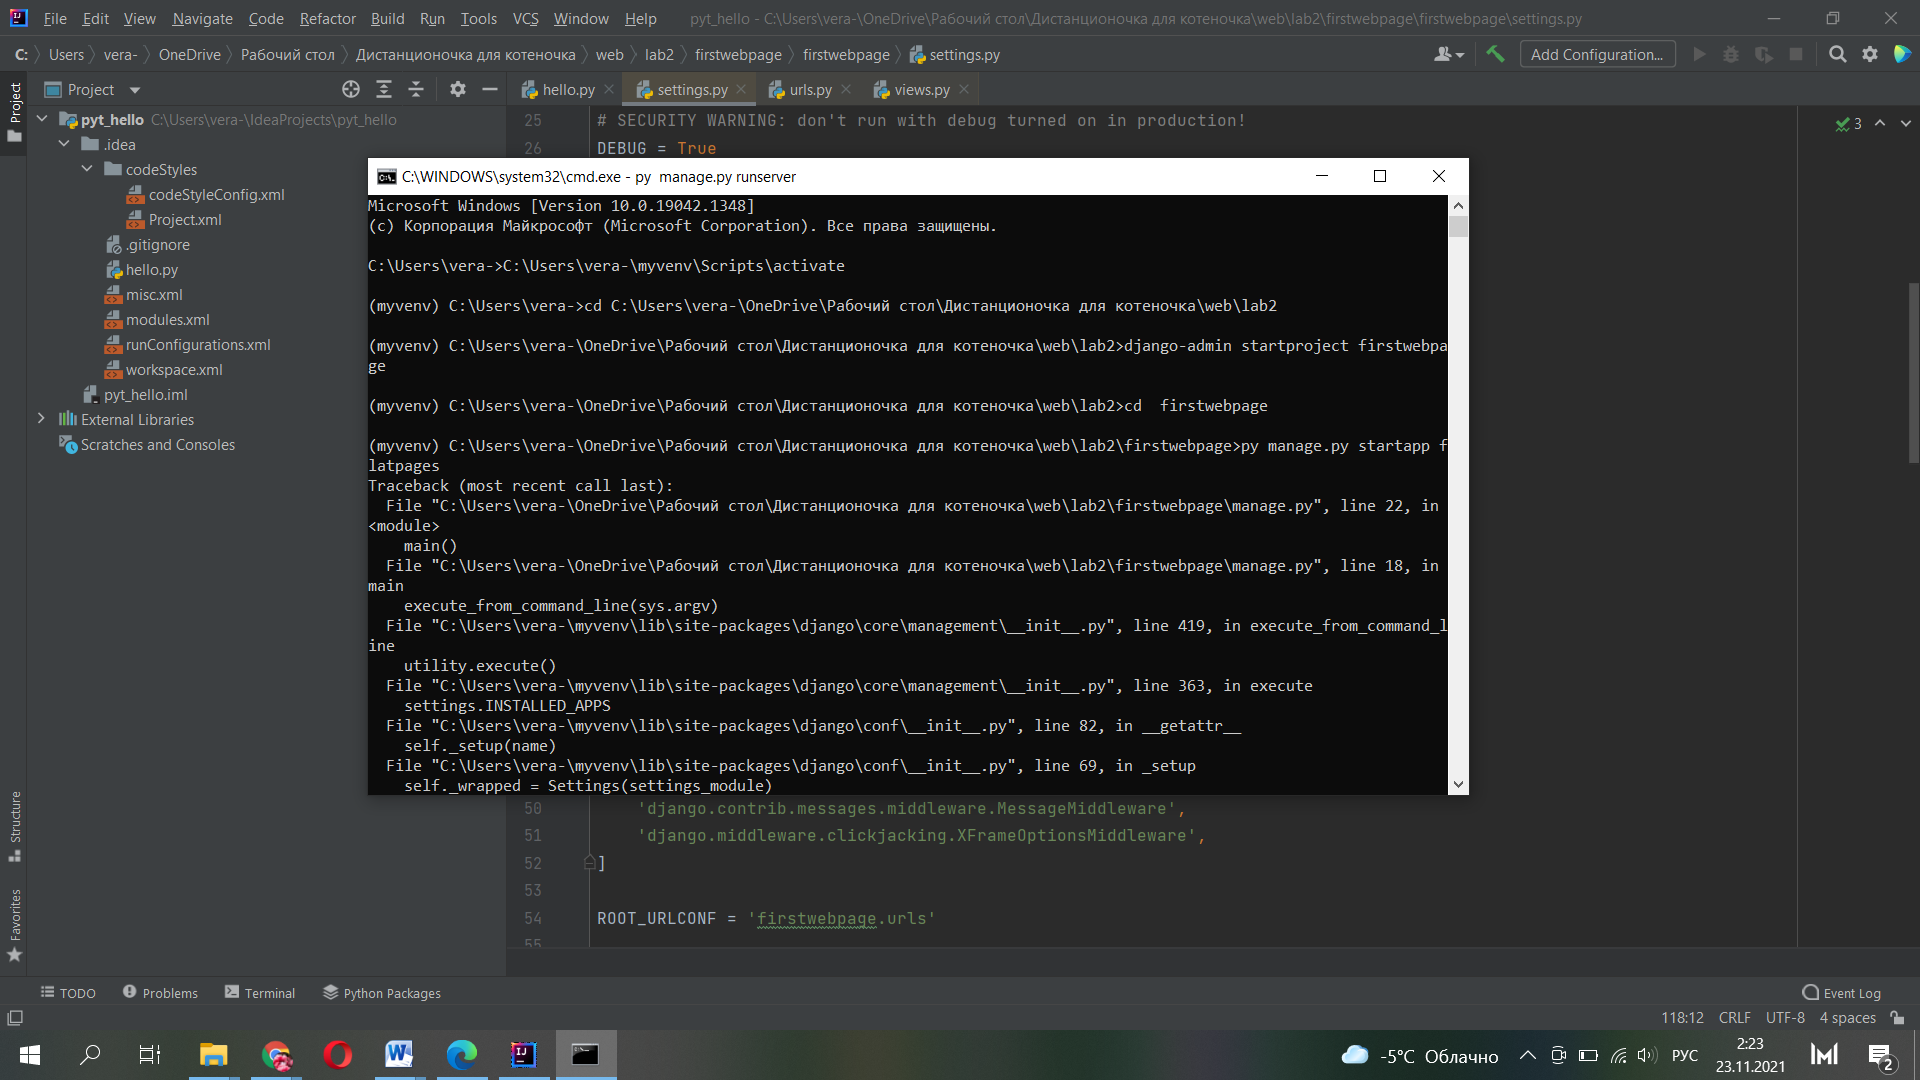 File Edit View Navigate Code Refactor Build Run Tools VCS Window Help pyt_hello - C:\Users\vera-\OneDrive\Рабочий стол\Дистанционочка для котеночка\web\lab2\firstwebpage\firstwebpage\settings.py
C: Users vera- OneDrive Рабочий стол Дистанционочка для котеночка web lab2 firstwebpage firstwebpage settings.py Add Configuration...
Project
Project
hello.py settings.py urls.py views.py
pyt_hello C:\Users\vera-\IdeaProjects\pyt_hello
.idea
codeStyles
codeStyleConfig.xml
Project.xml
.gitignore
hello.py
misc.xml
modules.xml
runConfigurations.xml
workspace.xml
pyt_hello.iml
External Libraries
Scratches and Consoles
25 # SECURITY WARNING: don't run with debug turned on in production!
26 DEBUG = True
3
C:\WINDOWS\system32\cmd.exe - py  manage.py runserver
Microsoft Windows [Version 10.0.19042.1348]
(c) Корпорация Майкрософт (Microsoft Corporation). Все права защищены.
C:\Users\vera->C:\Users\vera-\myvenv\Scripts\activate
(myvenv) C:\Users\vera->cd C:\Users\vera-\OneDrive\Рабочий стол\Дистанционочка для котеночка\web\lab2
(myvenv) C:\Users\vera-\OneDrive\Рабочий стол\Дистанционочка для котеночка\web\lab2>django-admin startproject firstwebpa
ge
(myvenv) C:\Users\vera-\OneDrive\Рабочий стол\Дистанционочка для котеночка\web\lab2>cd  firstwebpage
(myvenv) C:\Users\vera-\OneDrive\Рабочий стол\Дистанционочка для котеночка\web\lab2\firstwebpage>py manage.py startapp f
latpages
Traceback (most recent call last):
File "C:\Users\vera-\OneDrive\Рабочий стол\Дистанционочка для котеночка\web\lab2\firstwebpage\manage.py", line 22, in
<module>
main()
File "C:\Users\vera-\OneDrive\Рабочий стол\Дистанционочка для котеночка\web\lab2\firstwebpage\manage.py", line 18, in
main
execute_from_command_line(sys.argv)
File "C:\Users\vera-\myvenv\lib\site-packages\django\core\management\__init__.py", line 419, in execute_from_command_l
ine
utility.execute()
File "C:\Users\vera-\myvenv\lib\site-packages\django\core\management\__init__.py", line 363, in execute
settings.INSTALLED_APPS
File "C:\Users\vera-\myvenv\lib\site-packages\django\conf\__init__.py", line 82, in __getattr__
self._setup(name)
File "C:\Users\vera-\myvenv\lib\site-packages\django\conf\__init__.py", line 69, in _setup
self._wrapped = Settings(settings_module)
50 'django.contrib.messages.middleware.MessageMiddleware',
51 'django.middleware.clickjacking.XFrameOptionsMiddleware',
52 ]
53
54 ROOT_URLCONF = 'firstwebpage.urls'
55
Structure
Favorites
TODO Problems Terminal Python Packages Event Log
118:12 CRLF UTF-8 4 spaces
-5°C Облачно РУС 2:23
23.11.2021 2